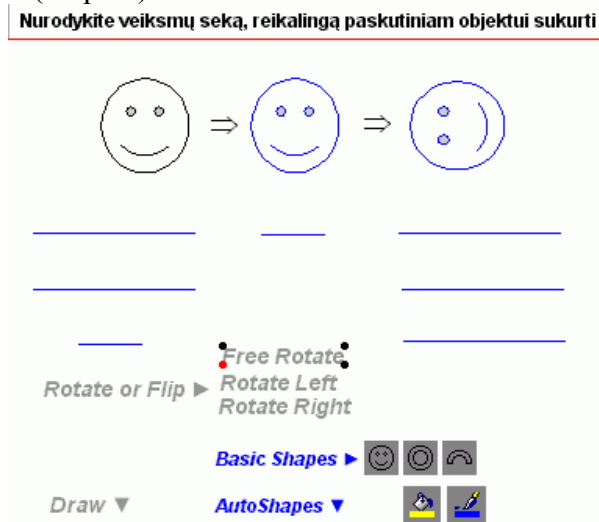 Nurodykite veiksmų seką, reikalingą paskutiniam objektui sukurti
Free Rotate
Rotate or Flip ►
Rotate Left
Rotate Right
Basic Shapes ►
Draw ▼
AutoShapes ▼